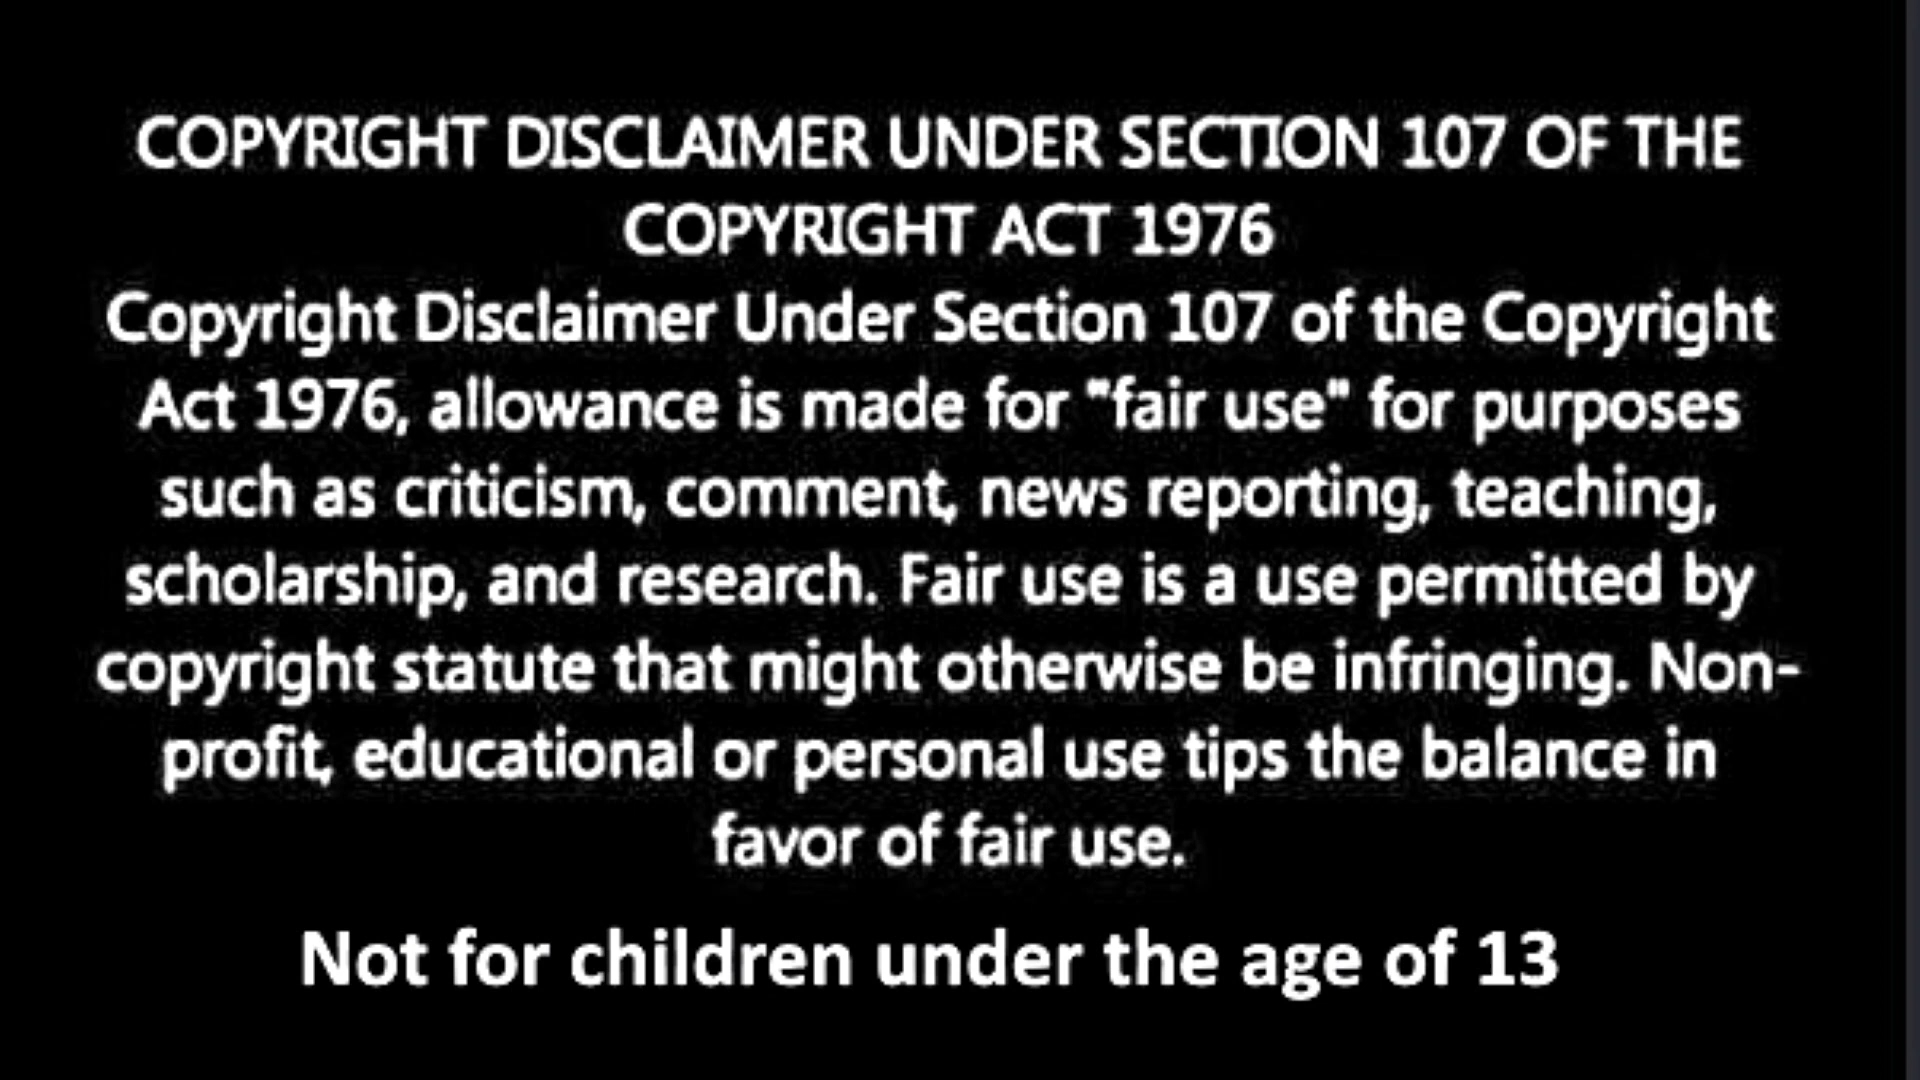 COPYRIGHT DISCLAIMER UNDER SECTION 107 OF THE
COPYRIGHT ACT 1976
Copyright Disclaimer Under Section 107 of the Copyright
Act 1976, allowance is made for "fair use" for purposes
such as criticism, comment, news reporting, teaching,
scholarship, and research. Fair use is a use permitted by
copyright statute that might otherwise be infringing. Non-
profit, educational or personal use tips the balance in
favor of fair use.
Not for children under the age of 13